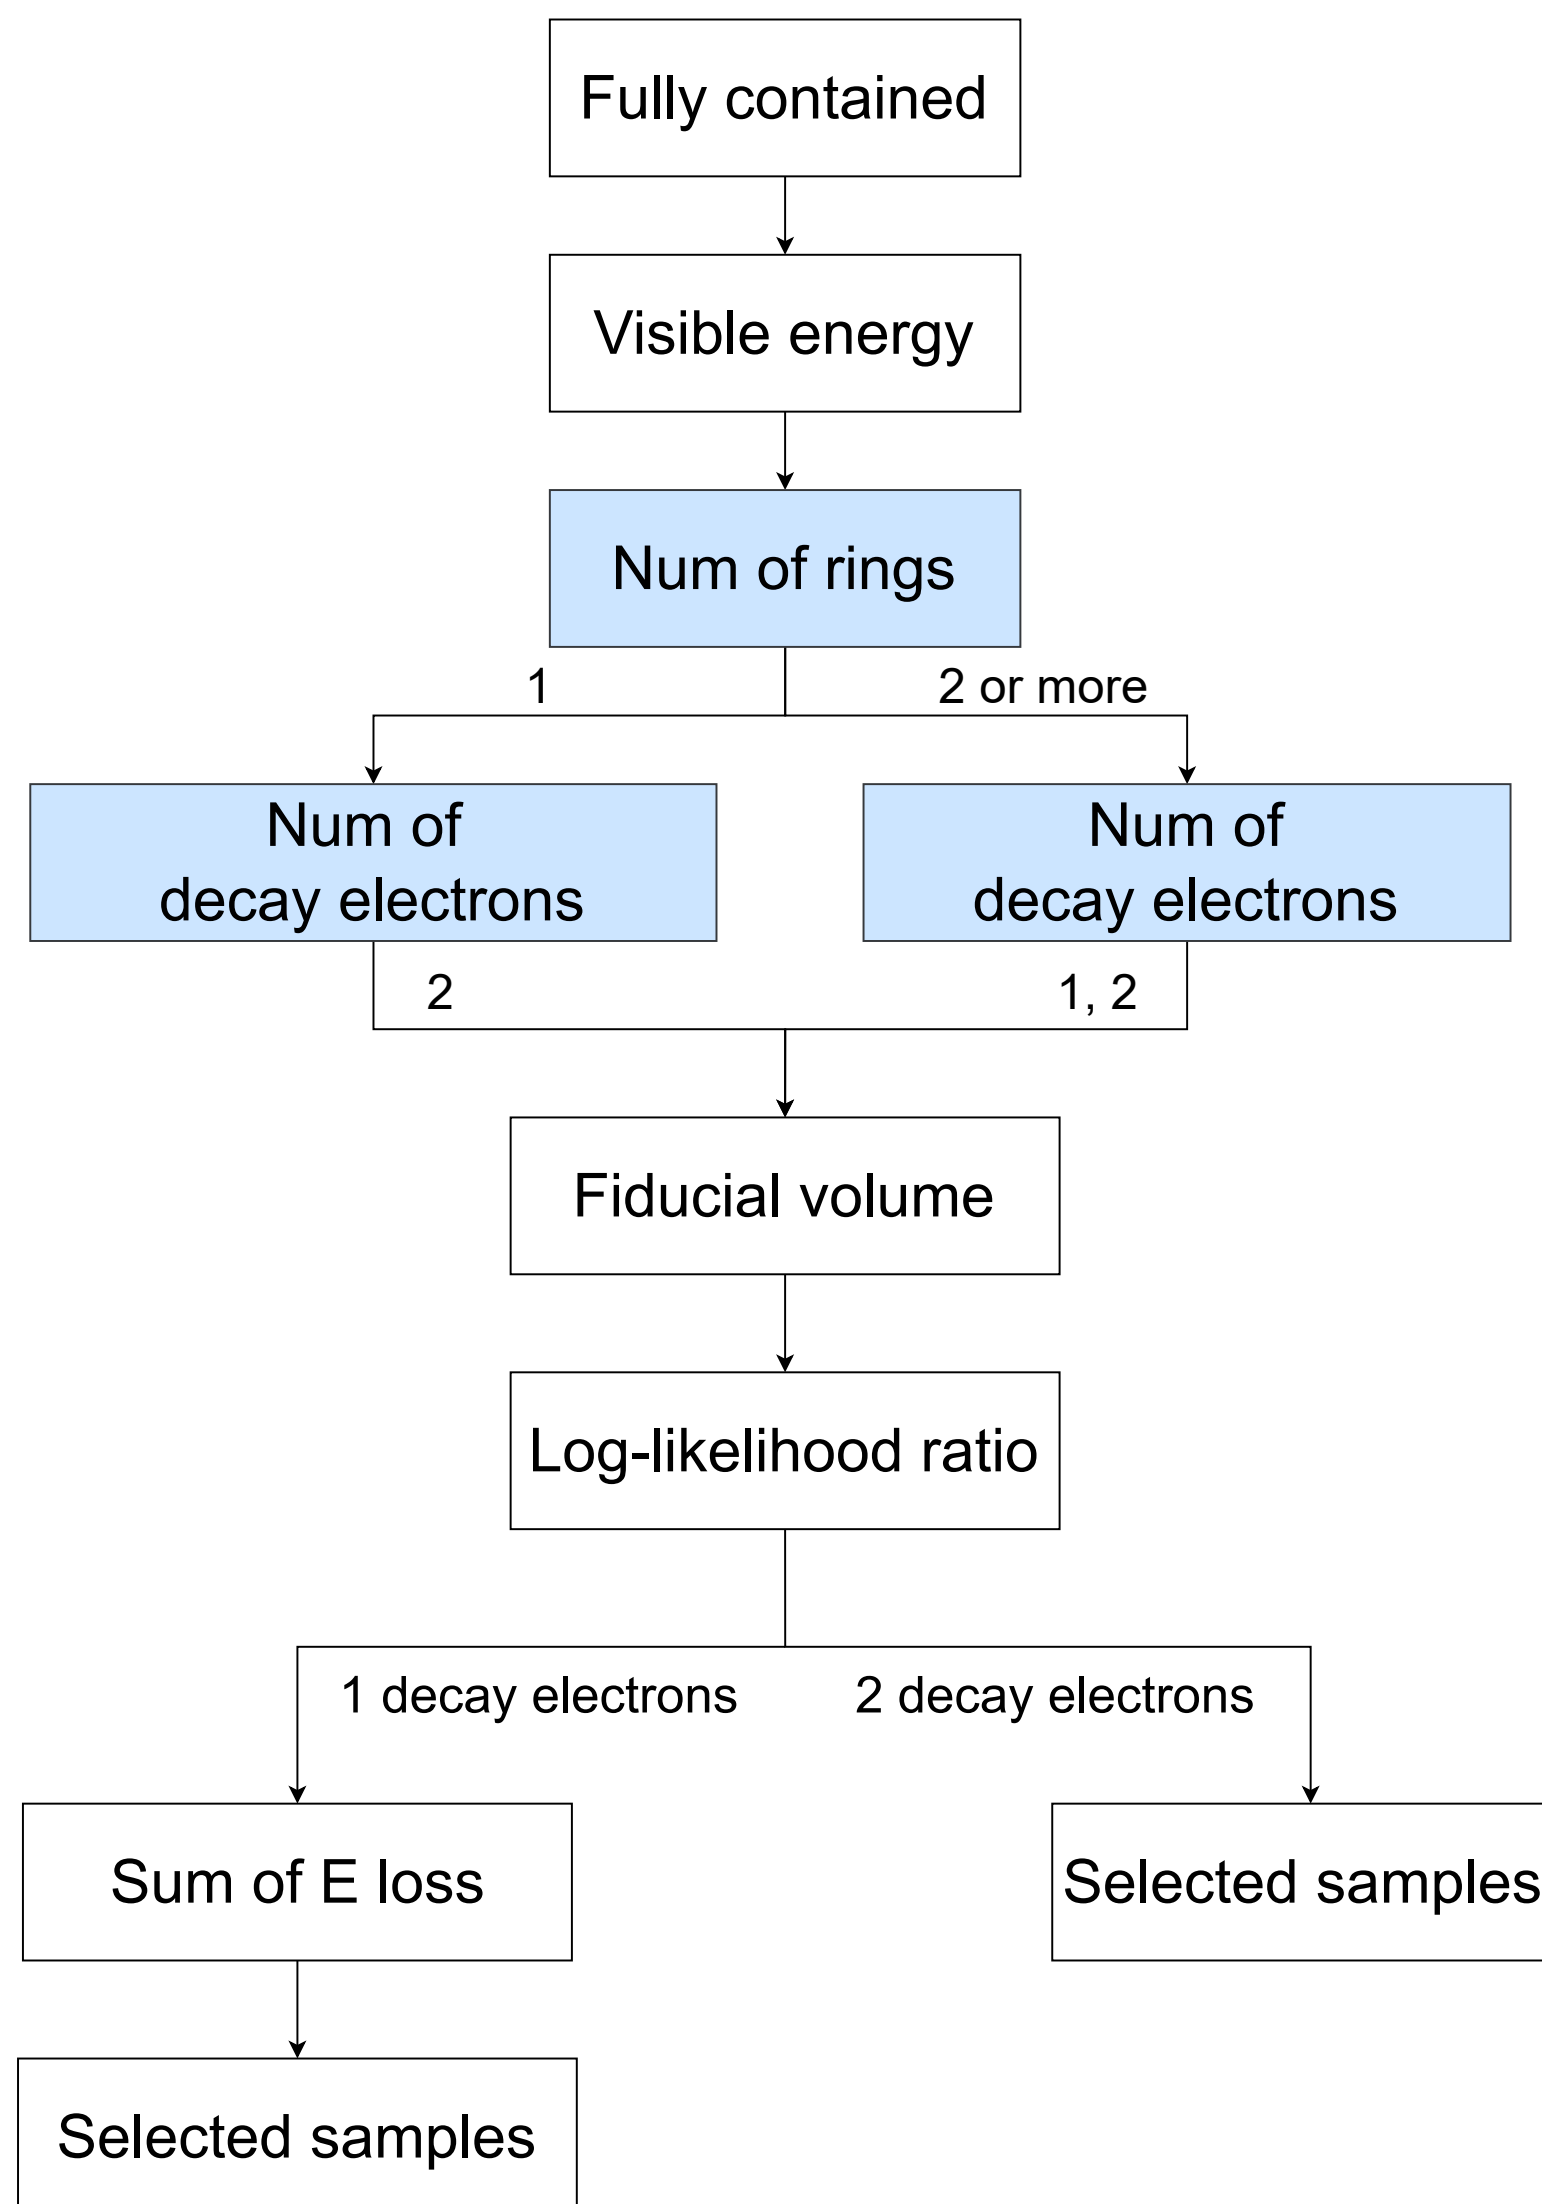 Fully contained
Visible energy
Num of rings
1
2 or more
Num of
decay electrons
Num of
decay electrons
2
1, 2
Fiducial volume
Log-likelihood ratio
1 decay electrons
2 decay electrons
Sum of E loss
Selected samples
Selected samples